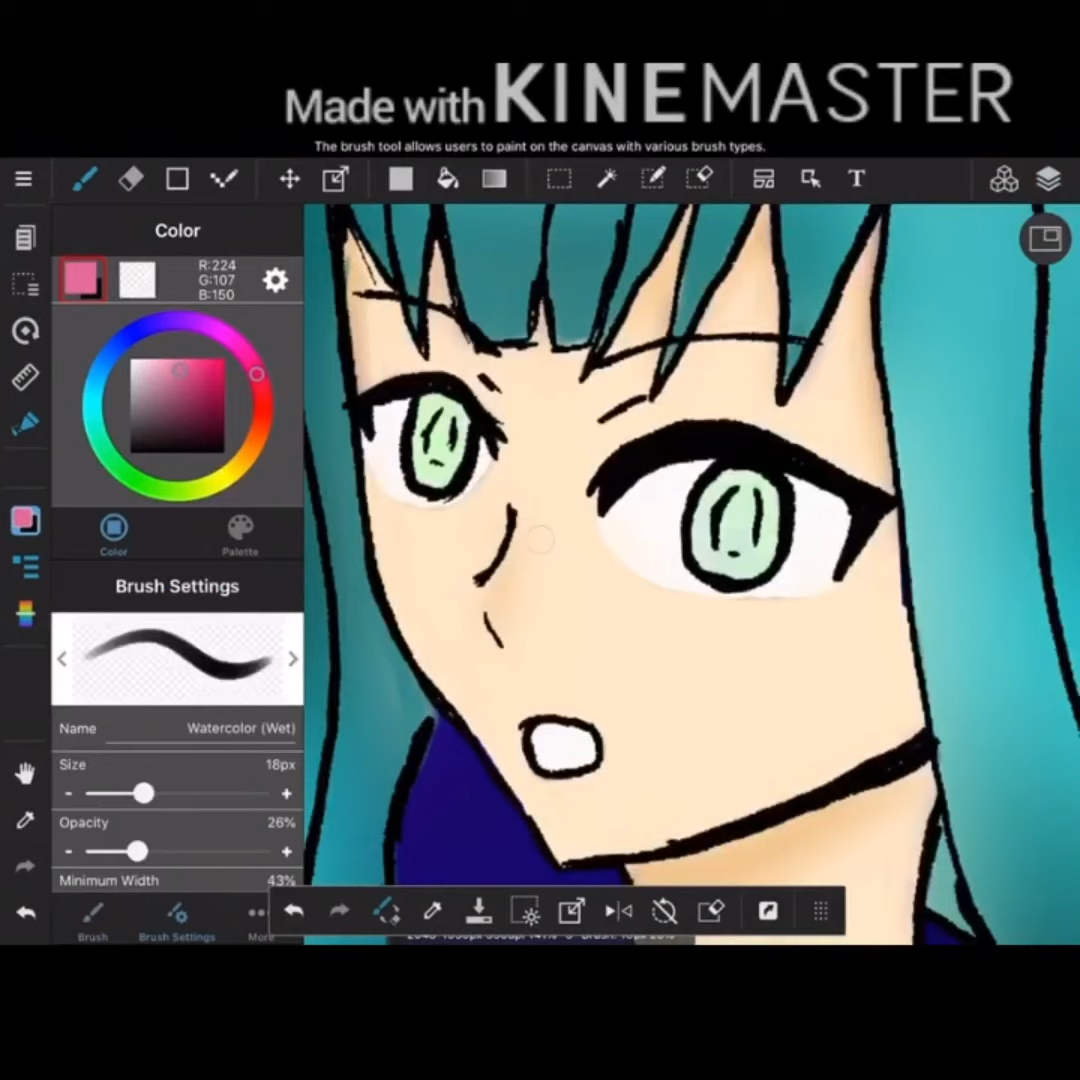 Made with KINEMASTER
The brush tool allows users to paint on the canvas with various brush types.
T
Color
R:224
G:107
B:150
Color
Palette
Brush Settings
Name
Watercolor (Wet)
Size
18px
-
+
Opacity
26%
-
+
Minimum Width
43%
Brush
Brush Settings
More